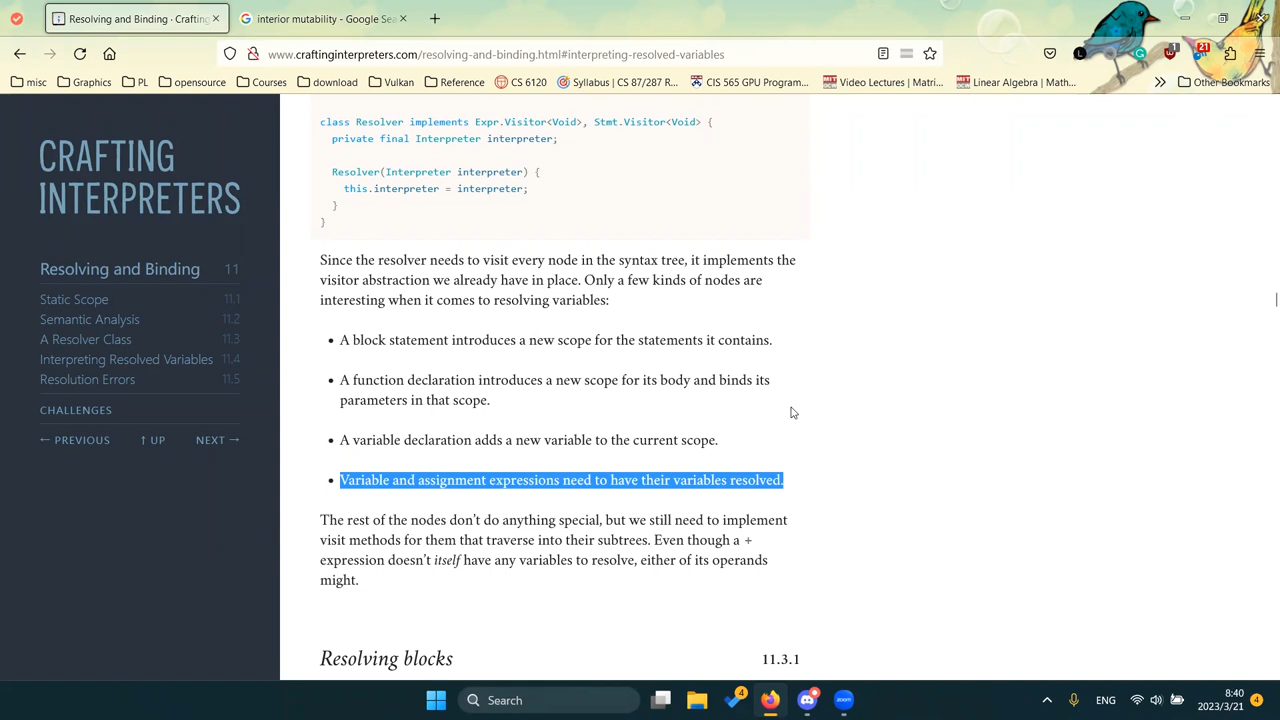 Resolving and Binding · Crafting
interior mutability - Google Sea
www.craftinginterpreters.com/resolving-and-binding.html#interpreting-resolved-variables
1
21
misc
Graphics
PL
opensource
Courses
download
Vulkan
Reference
CS 6120
Syllabus | CS 87/287 R...
CIS 565 GPU Program...
Video Lectures | Matri...
Linear Algebra | Math...
Other Bookmarks
CRAFTING
INTERPRETERS
Resolving and Binding 11
Static Scope 11.1
Semantic Analysis 11.2
A Resolver Class 11.3
Interpreting Resolved Variables 11.4
Resolution Errors 11.5
CHALLENGES
← PREVIOUS ↑ UP NEXT →
class Resolver implements Expr.Visitor<Void>, Stmt.Visitor<Void> {
private final Interpreter interpreter;
Resolver(Interpreter interpreter) {
this.interpreter = interpreter;
}
}
Since the resolver needs to visit every node in the syntax tree, it implements the
visitor abstraction we already have in place. Only a few kinds of nodes are
interesting when it comes to resolving variables:
• A block statement introduces a new scope for the statements it contains.
• A function declaration introduces a new scope for its body and binds its
parameters in that scope.
• A variable declaration adds a new variable to the current scope.
• Variable and assignment expressions need to have their variables resolved.
The rest of the nodes don’t do anything special, but we still need to implement
visit methods for them that traverse into their subtrees. Even though a +
expression doesn’t itself have any variables to resolve, either of its operands
might.
Resolving blocks 11.3.1
Search
4
zoom
ENG
8:40
2023/3/21
4